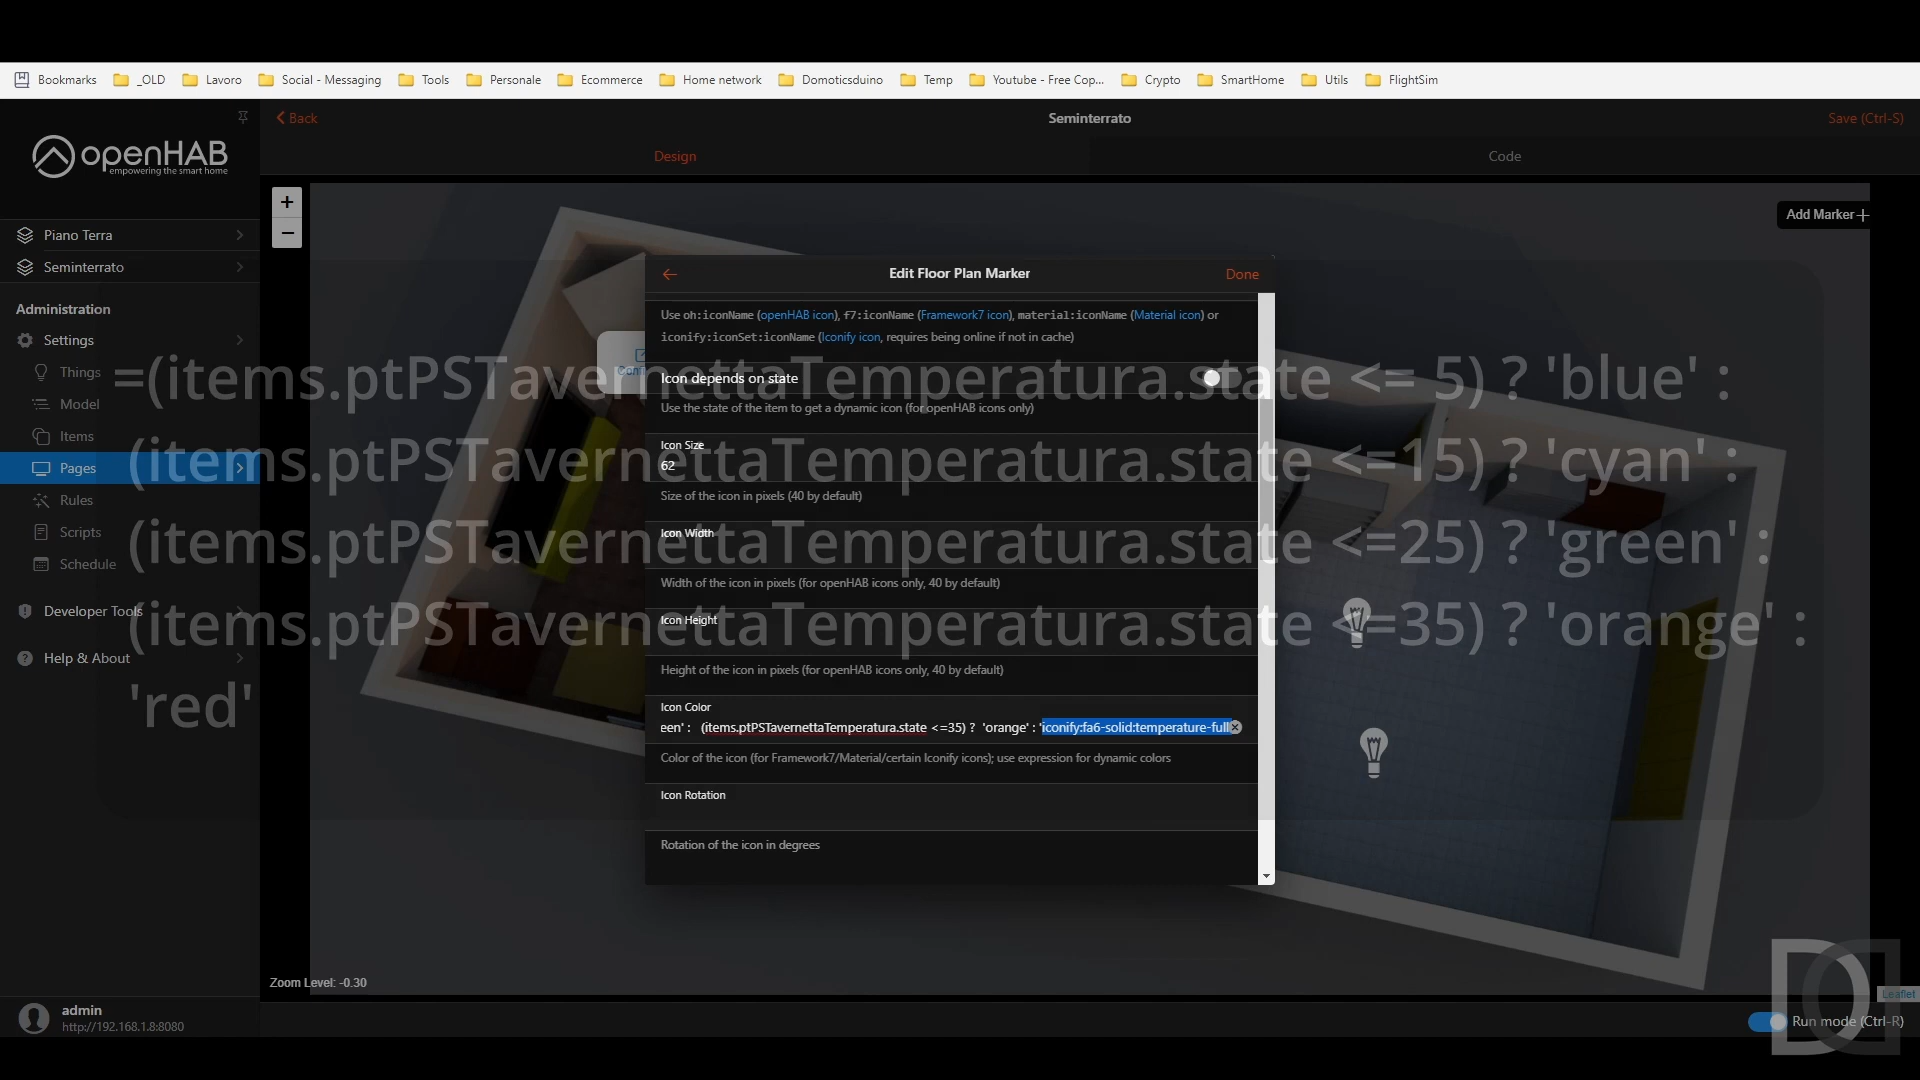 Bookmarks _OLD Lavoro Social - Messaging Tools Personale Ecommerce Home network Domoticsduino Temp Youtube - Free Cop... Crypto SmartHome Utils FlightSim
openHAB
empowering the smart home
Back
Seminterrato
Save (Ctrl-S)
Design
Code
+
−
Add Marker
Piano Terra
Seminterrato
Administration
Settings
Things
Model
Items
Pages
Rules
Scripts
Schedule
Developer Tools
Help & About
Edit Floor Plan Marker
Done
Use oh:iconName (openHAB icon), f7:iconName (Framework7 icon), material:iconName (Material icon) or
iconify:iconSet:iconName (Iconify icon, requires being online if not in cache)
Icon depends on state
Use the state of the item to get a dynamic icon (for openHAB icons only)
Icon Size
62
Size of the icon in pixels (40 by default)
Icon Width
Width of the icon in pixels (for openHAB icons only, 40 by default)
Icon Height
Height of the icon in pixels (for openHAB icons only, 40 by default)
Icon Color
een' : (items.ptPSTavernettaTemperatura.state <=35) ? 'orange' : 'iconify:fa6-solid:temperature-full
Color of the icon (for Framework7/Material/certain Iconify icons); use expression for dynamic colors
Icon Rotation
Rotation of the icon in degrees
=(items.ptPSTavernettaTemperatura.state <= 5) ? 'blue' :
(items.ptPSTavernettaTemperatura.state <=15) ? 'cyan' :
(items.ptPSTavernettaTemperatura.state <=25) ? 'green' :
(items.ptPSTavernettaTemperatura.state <=35) ? 'orange' :
'red'
Zoom Level: -0.30
Leaflet
admin
http://192.168.1.8:8080
Run mode (Ctrl-R)